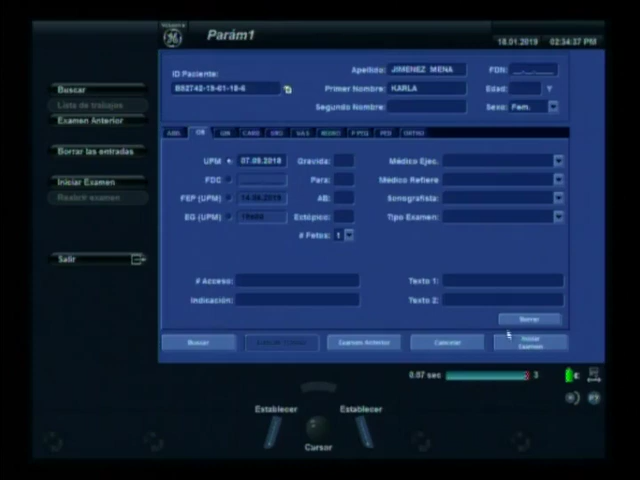 Parám1
18.01.2019 02:34:37 PM
ID Paciente:
B82742-19-01-18-6
Apellido: JIMENEZ MENA
FDN:
Primer Nombre: KARLA
Edad: Y
Segundo Nombre:
Sexo: Fem.
Buscar
Lista de trabajos
Examen Anterior
Borrar las entradas
Iniciar Examen
Reabrir examen
Salir
ABD. OB GIN CARD URO VAS NEURO P PEQ PED ORTHO
UPM 07.09.2018 Gravida: Médico Ejec.
FDC Para: Médico Refiere
FEP (UPM) 14.06.2019 AB: Sonografista:
EG (UPM) 19s0d Ectópico: Tipo Examen:
# Fetos: 1
# Acceso: Texto 1:
Indicación: Texto 2:
Borrar
Buscar Examen Anterior Cancelar Iniciar Examen
0.07 sec 3
Establecer Establecer
Cursor